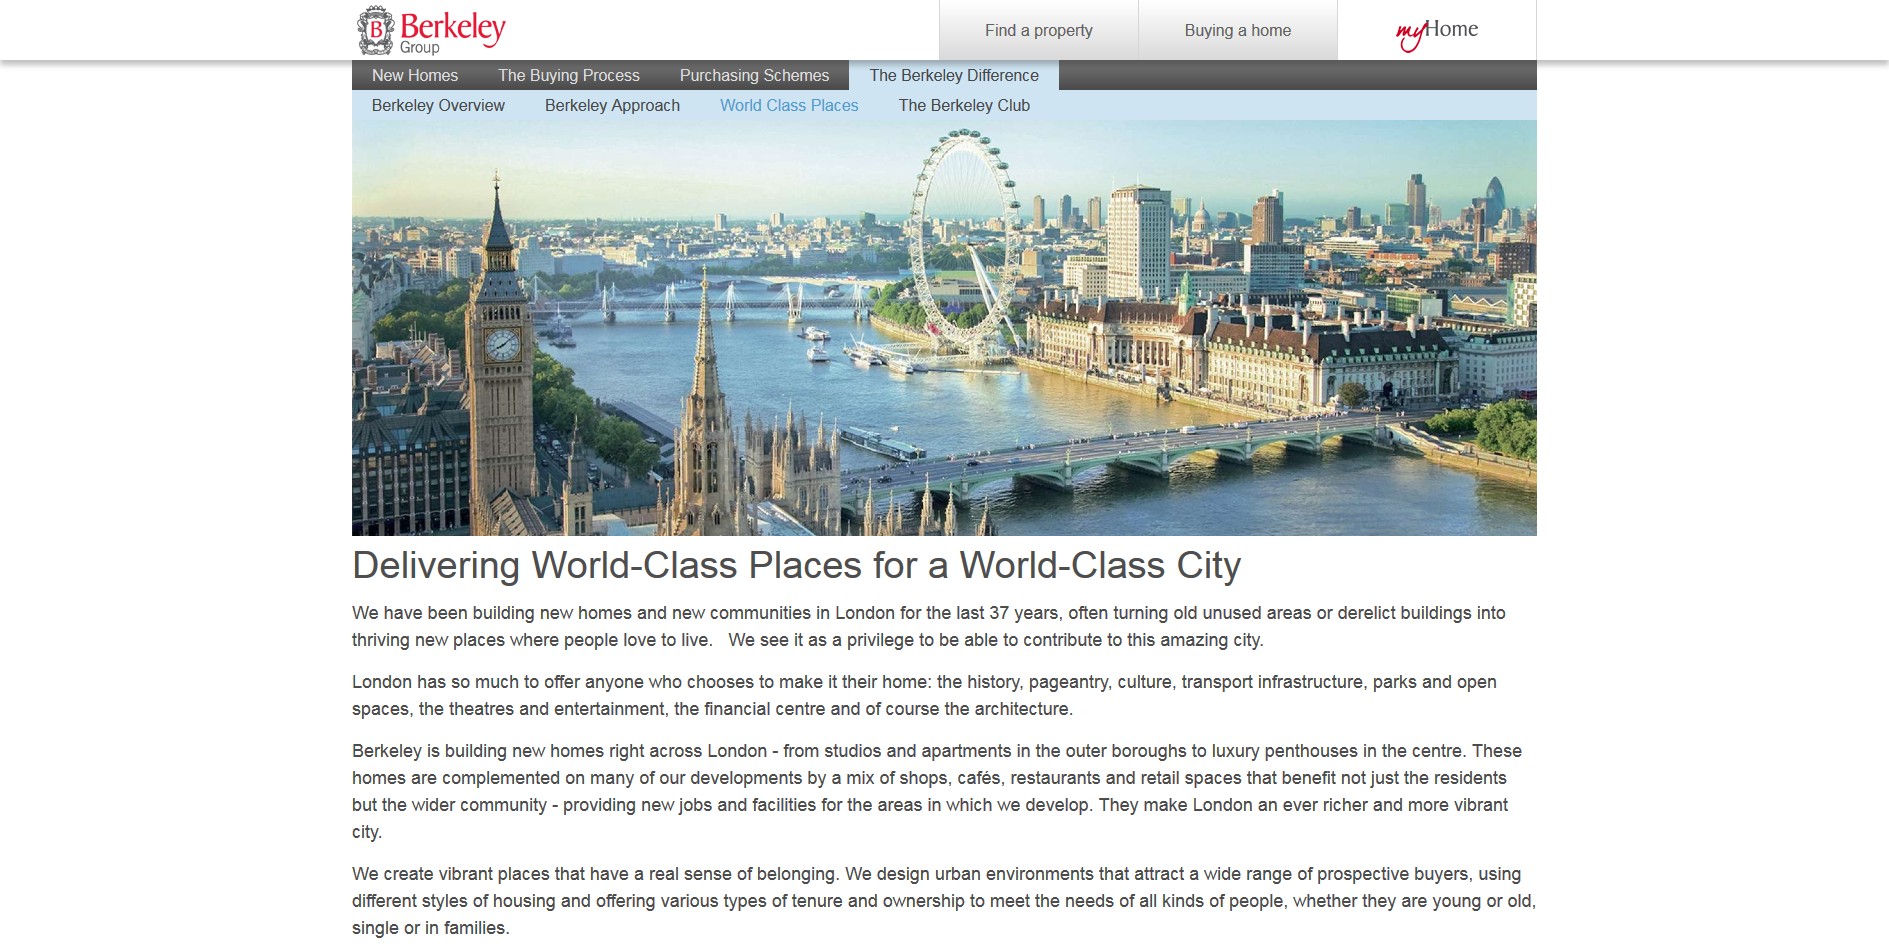 B Berkeley
Group
Find a property
Buying a home
myHome
New Homes
The Buying Process
Purchasing Schemes
The Berkeley Difference
Berkeley Overview
Berkeley Approach
World Class Places
The Berkeley Club
Delivering World-Class Places for a World-Class City
We have been building new homes and new communities in London for the last 37 years, often turning old unused areas or derelict buildings into
thriving new places where people love to live.   We see it as a privilege to be able to contribute to this amazing city.
London has so much to offer anyone who chooses to make it their home: the history, pageantry, culture, transport infrastructure, parks and open
spaces, the theatres and entertainment, the financial centre and of course the architecture.
Berkeley is building new homes right across London - from studios and apartments in the outer boroughs to luxury penthouses in the centre. These
homes are complemented on many of our developments by a mix of shops, cafés, restaurants and retail spaces that benefit not just the residents
but the wider community - providing new jobs and facilities for the areas in which we develop. They make London an ever richer and more vibrant
city.
We create vibrant places that have a real sense of belonging. We design urban environments that attract a wide range of prospective buyers, using
different styles of housing and offering various types of tenure and ownership to meet the needs of all kinds of people, whether they are young or old,
single or in families.